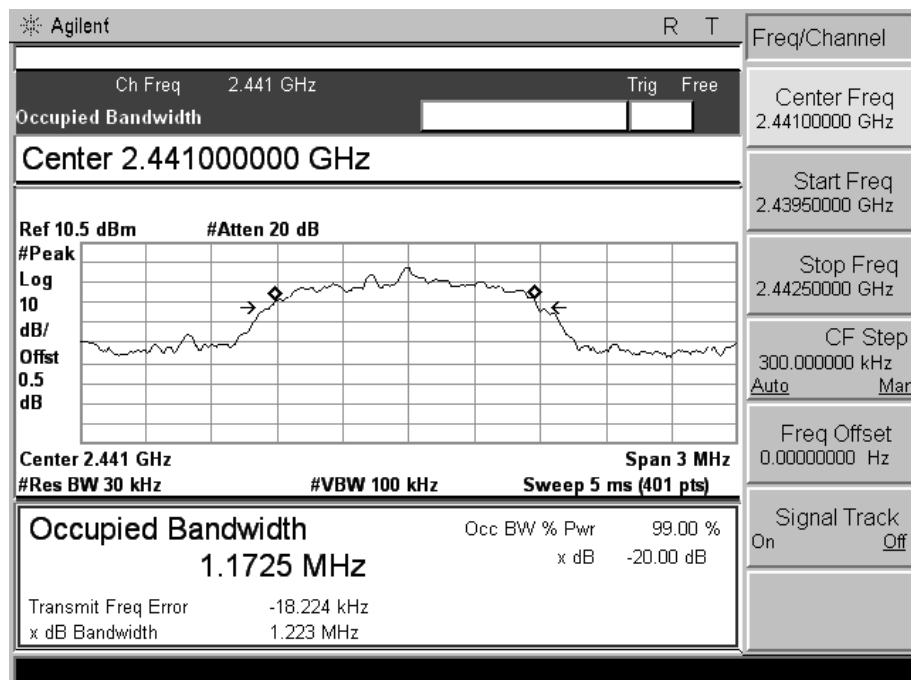 Agilent
R T
Freq/Channel
Ch Freq 2.441 GHz Trig Free
Occupied Bandwidth
Center 2.441000000 GHz
Center Freq
2.44100000 GHz
Start Freq
2.43950000 GHz
Stop Freq
2.44250000 GHz
CF Step
300.000000 kHz
Auto Man
Freq Offset
0.00000000 Hz
Signal Track
On Off
Ref 10.5 dBm #Atten 20 dB
#Peak
Log
10
dB/
Offst
0.5
dB
Center 2.441 GHz Span 3 MHz
#Res BW 30 kHz #VBW 100 kHz Sweep 5 ms (401 pts)
Occupied Bandwidth
1.1725 MHz
Occ BW % Pwr 99.00 %
x dB -20.00 dB
Transmit Freq Error -18.224 kHz
x dB Bandwidth 1.223 MHz